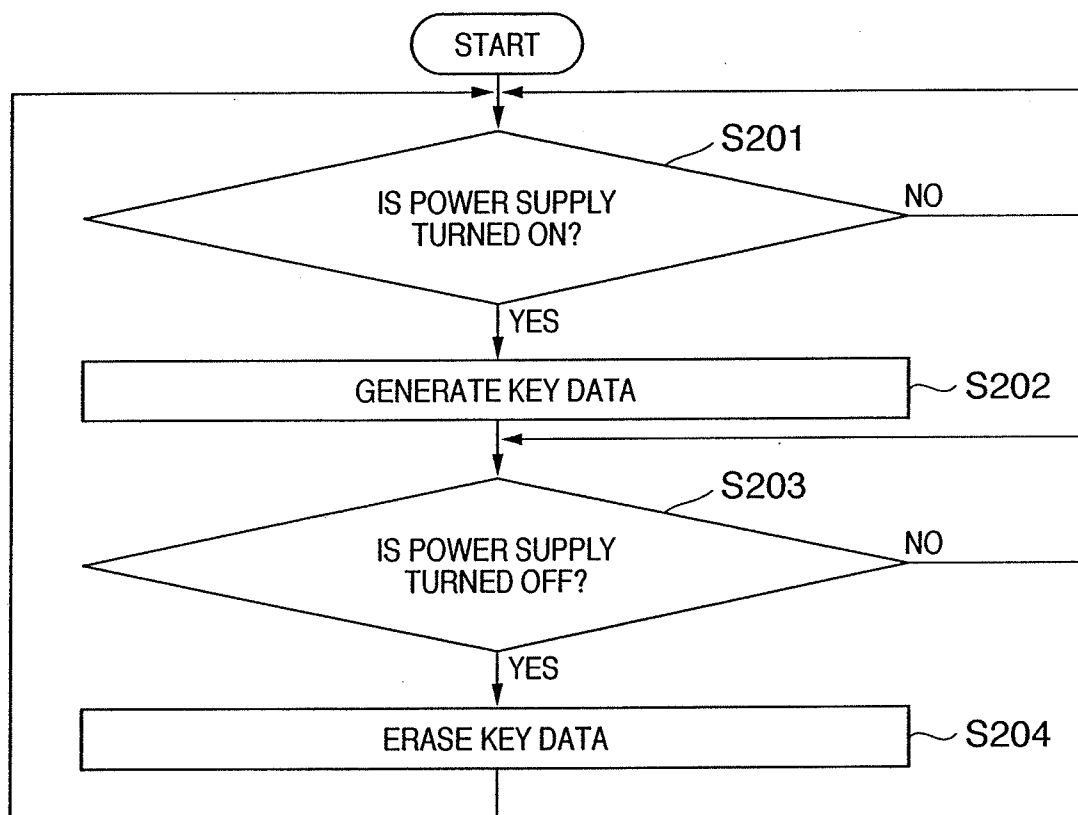 START
S201
IS POWER SUPPLY
TURNED ON?
NO
YES
GENERATE KEY DATA
S202
S203
IS POWER SUPPLY
TURNED OFF?
NO
YES
ERASE KEY DATA
S204